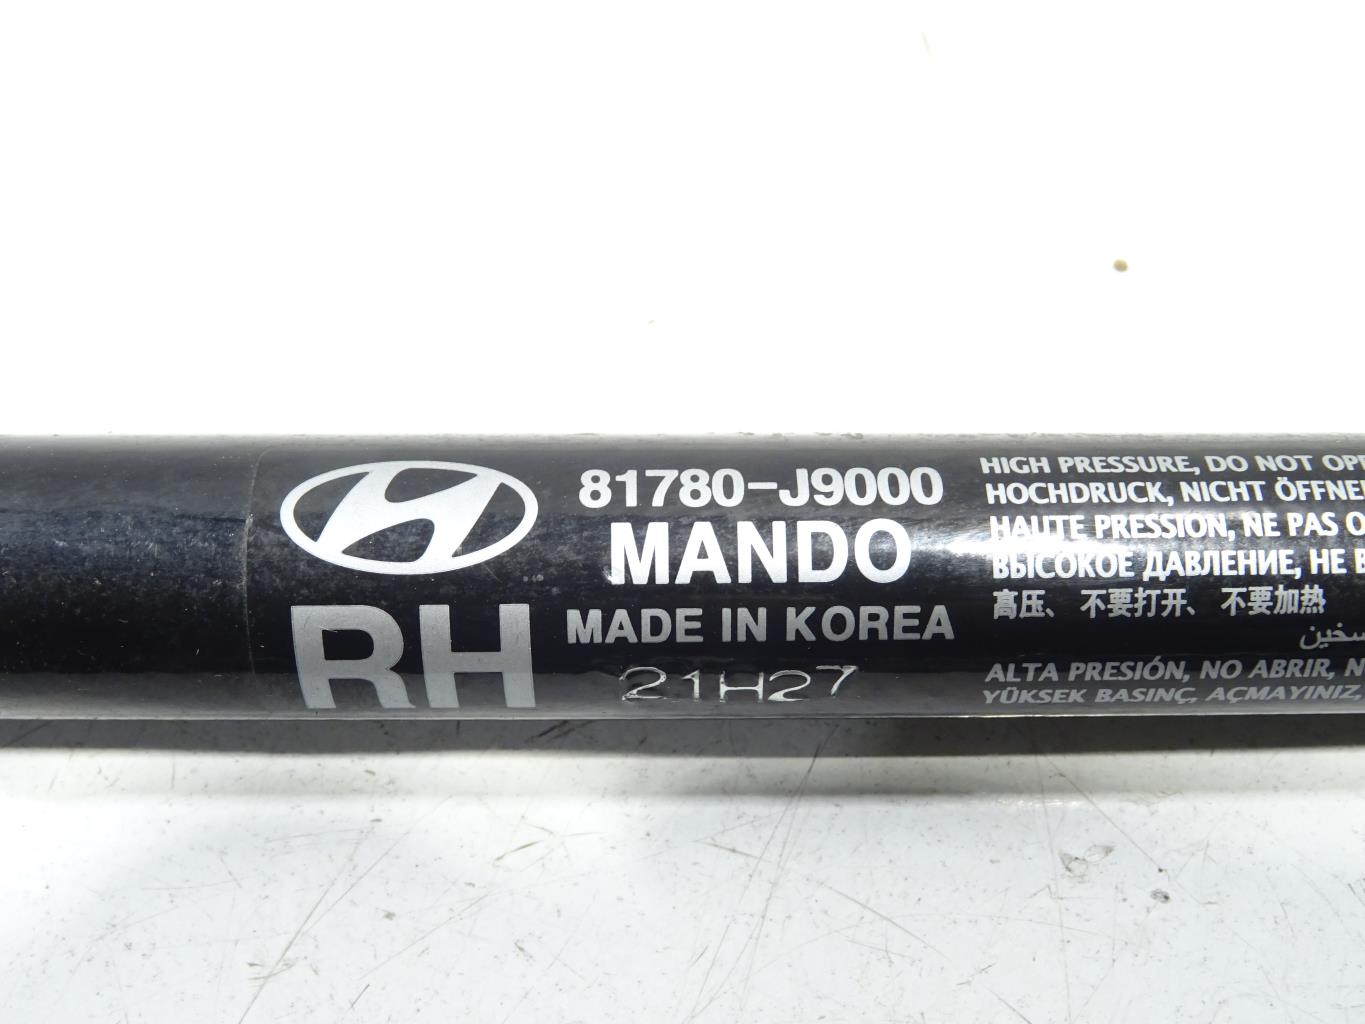 81780-J9000
MANDO
MADE IN KOREA
RH
21H27
HIGH PRESSURE, DO NOT OPE
HOCHDRUCK, NICHT ÖFFNE
HAUTE PRESSION, NE PAS O
ВЫСОКОЕ ДАВЛЕНИЕ, НЕ В
高压、不要打开、不要加热
سخين
ALTA PRESIÓN, NO ABRIR, N
YÜKSEK BASINÇ, AÇMAYINIZ,